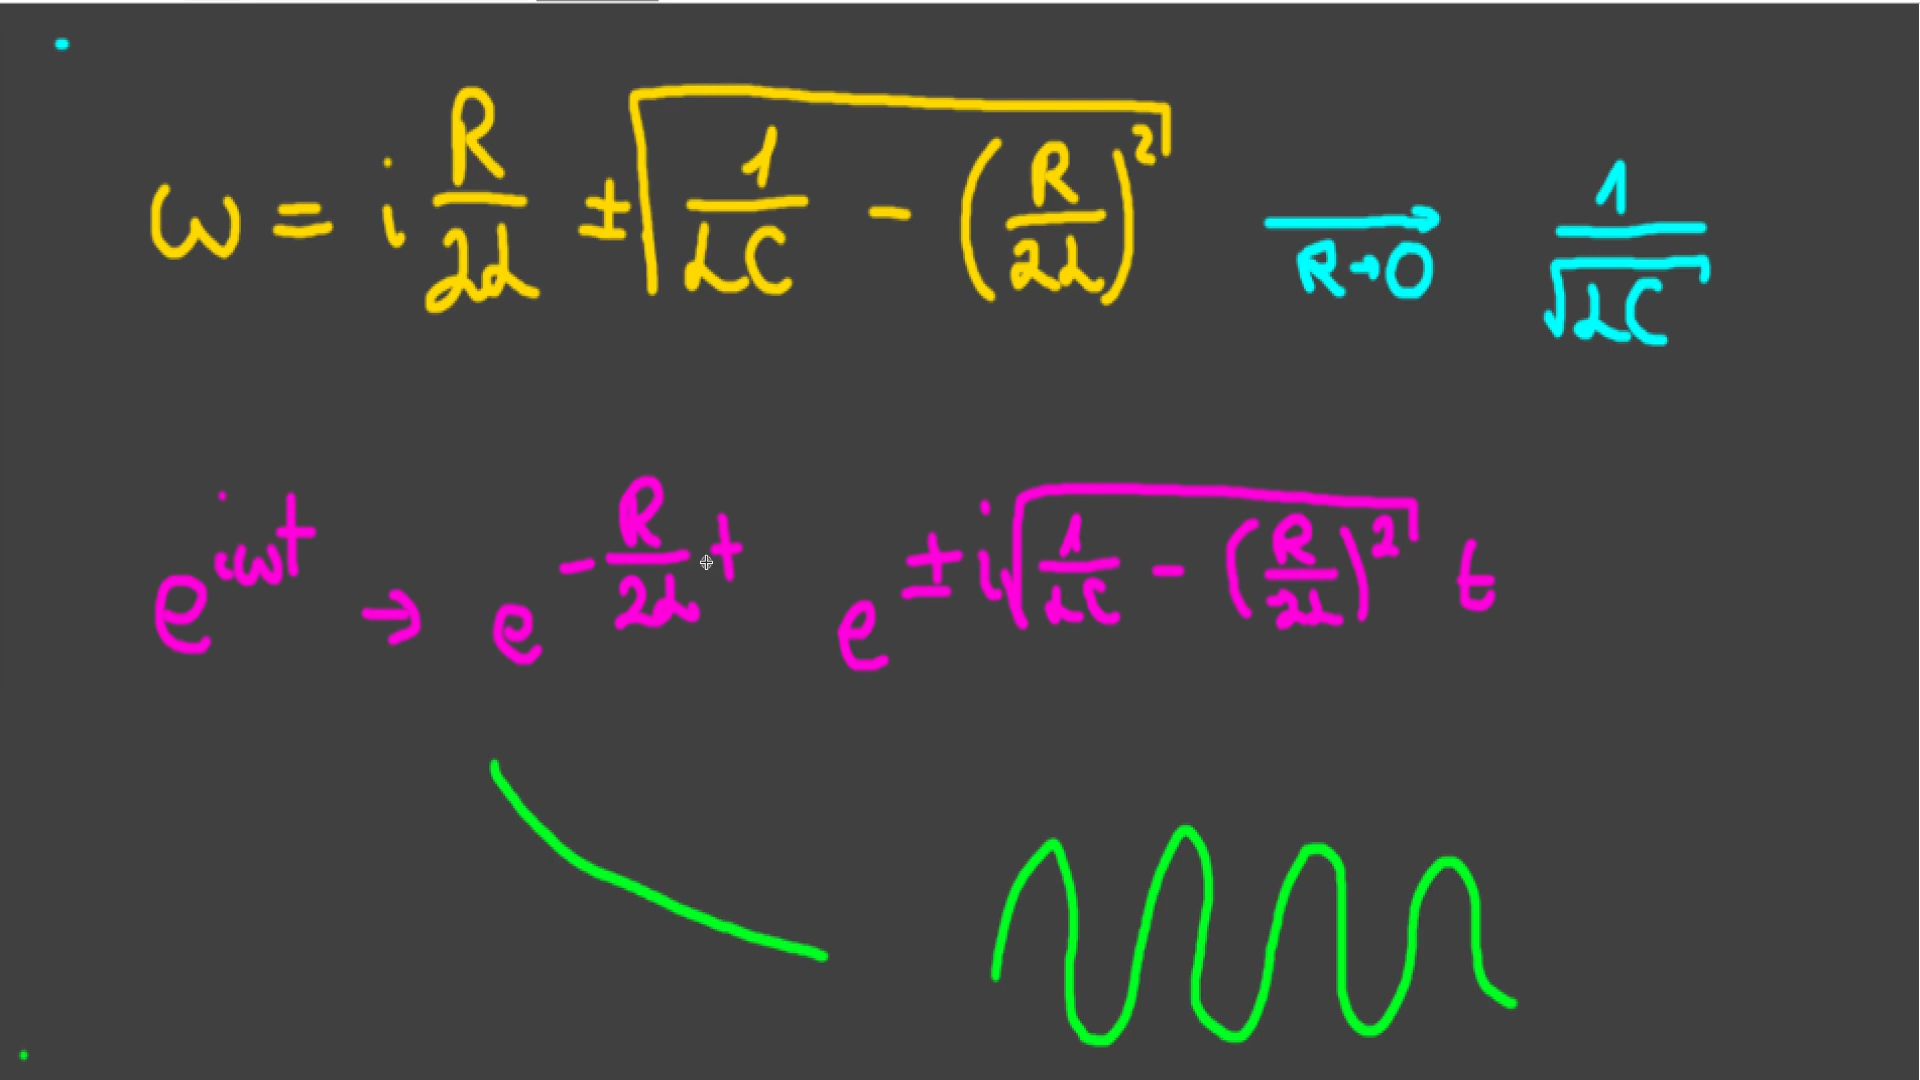 ω = i R/2L ± √(1/LC - (R/2L)²) →(R→0) 1/√(LC)
e^(iωt) → e^(-R/2L t) e^(±i√(1/LC - (R/2L)²) t)